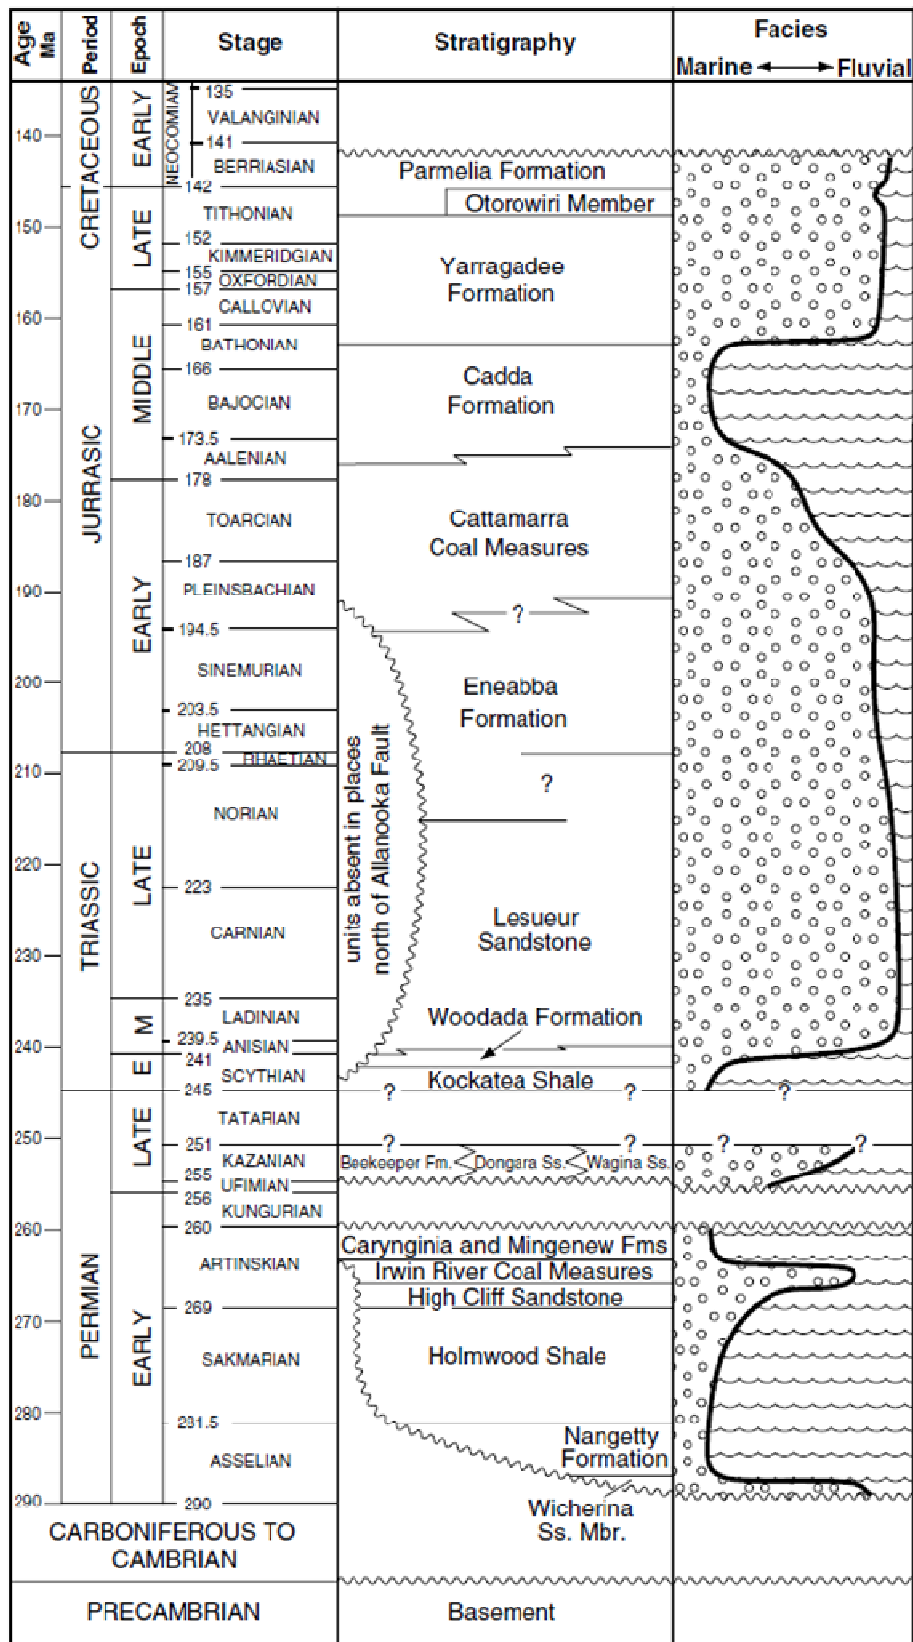 Age Ma
Period
Epoch
Stage
Stratigraphy
Facies
Marine Fluvial
140
150
160
170
180
190
200
210
220
230
240
250
260
270
280
290
CRETACEOUS
JURRASIC
TRIASSIC
PERMIAN
EARLY
LATE
MIDDLE
EARLY
LATE
M
E
LATE
EARLY
NEOCOMIAM
135
VALANGINIAN
141
BERRIASIAN
142
TITHONIAN
152
KIMMERIDGIAN
155
OXFORDIAN
157
CALLOVIAN
161
BATHONIAN
166
BAJOCIAN
173.5
AALENIAN
178
TOARCIAN
187
PLEINSBACHIAN
194.5
SINEMURIAN
203.5
HETTANGIAN
208
RHAETIAN
209.5
NORIAN
223
CARNIAN
235
LADINIAN
239.5
ANISIAN
241
SCYTHIAN
245
TATARIAN
251
KAZANIAN
255
UFIMIAN
256
KUNGURIAN
260
ARTINSKIAN
269
SAKMARIAN
281.5
ASSELIAN
290
Parmelia Formation
Otorowiri Member
Yarragadee
Formation
Cadda
Formation
Cattamarra
Coal Measures
?
Eneabba
Formation
?
units absent in places
north of Allanooka Fault
Lesueur
Sandstone
Woodada Formation
Kockatea Shale
? ? ?
? ? ? ?
Beekeeper Fm. Dongara Ss. Wagina Ss.
Carynginia and Mingenew Fms
Irwin River Coal Measures
High Cliff Sandstone
Holmwood Shale
Nangetty
Formation
Wicherina
Ss. Mbr.
CARBONIFEROUS TO
CAMBRIAN
PRECAMBRIAN
Basement